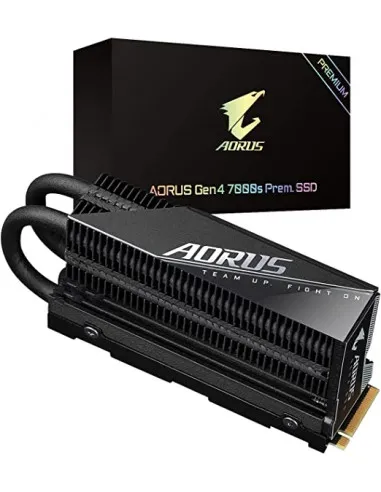 PREMIUM
AORUS
AORUS Gen4 7000s Prem. SSD
AORUS
TEAM UP. FIGHT ON